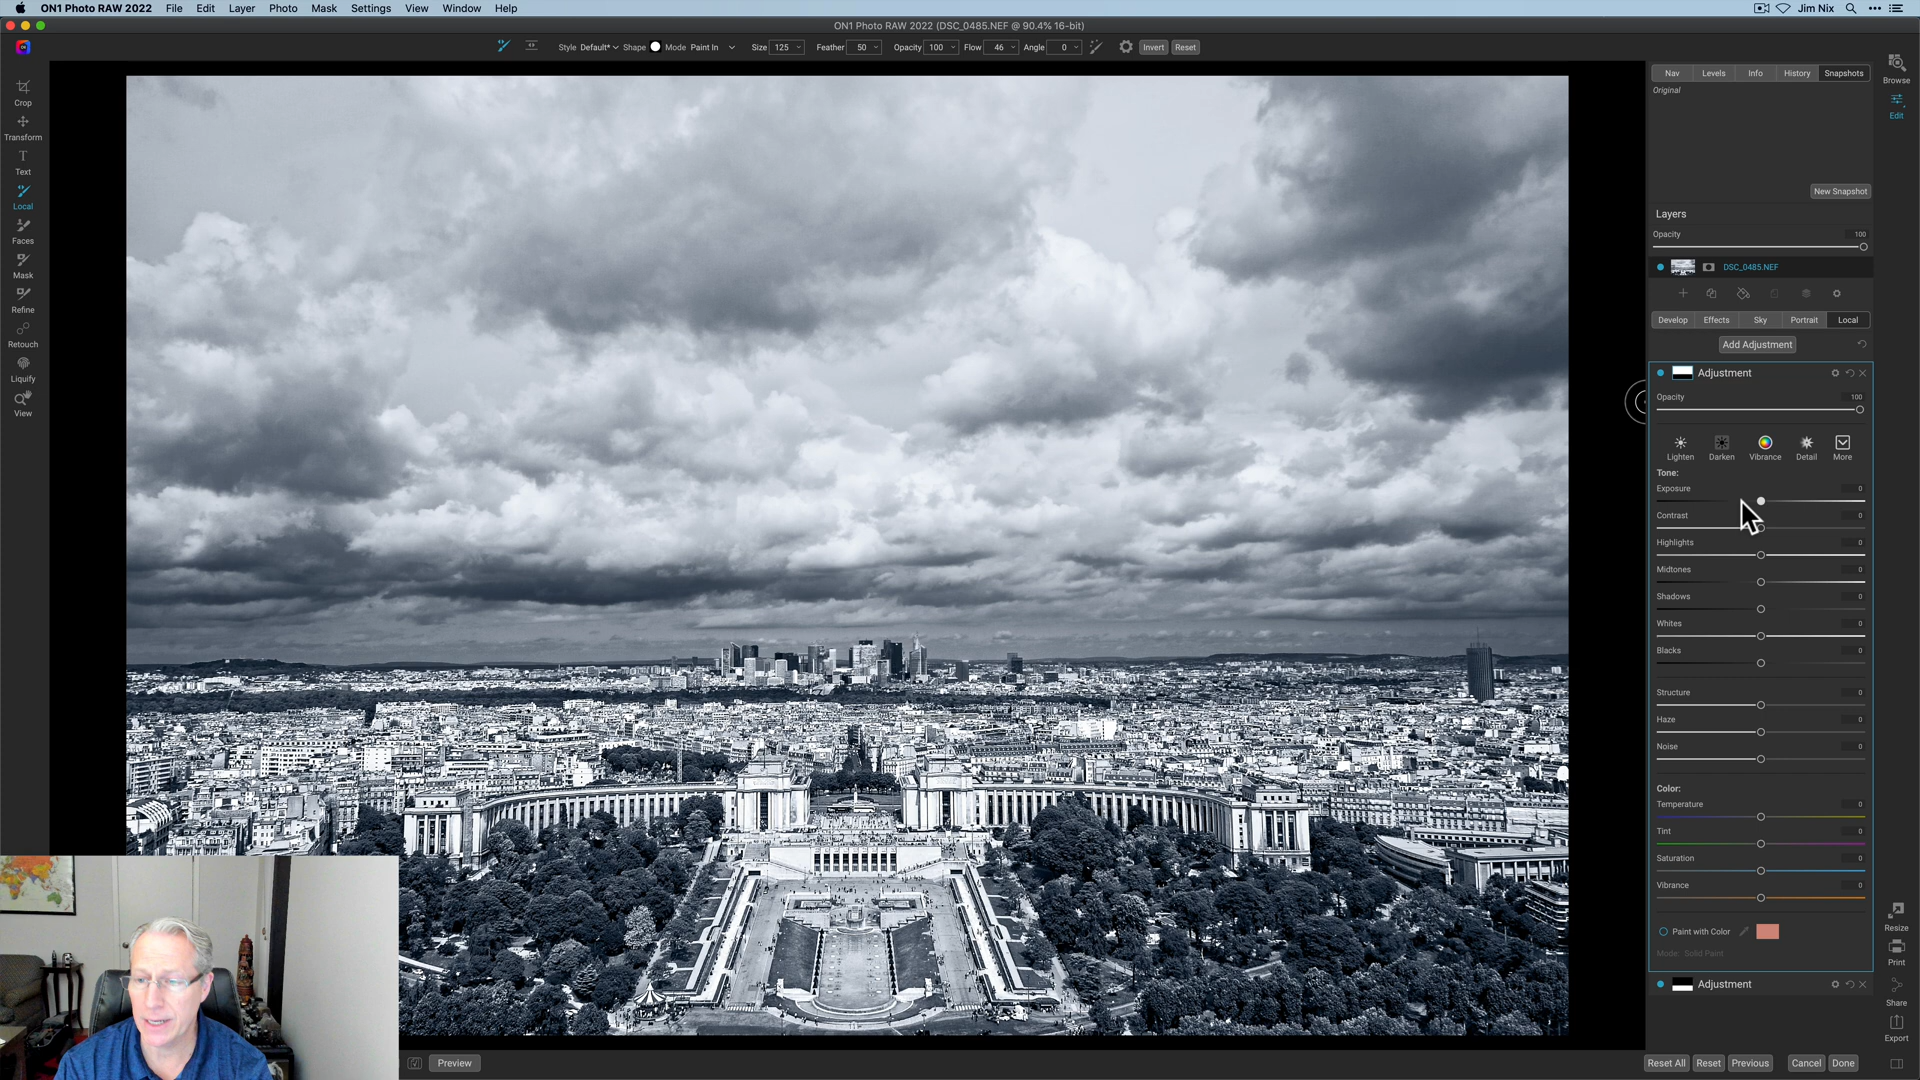 ON1 Photo RAW 2022 File Edit Layer Photo Mask Settings View Window Help Jim Nix
ON1 Photo RAW 2022 (DSC_0485.NEF @ 90.4% 16-bit)
Style Default* Shape Mode Paint In Size 125 Feather 50 Opacity 100 Flow 46 Angle 0 Invert Reset
Crop
Transform
Text
Local
Faces
Mask
Refine
Retouch
Liquify
View
Nav Levels Info History Snapshots
Original
New Snapshot
Layers
Opacity 100
DSC_0485.NEF
Develop Effects Sky Portrait Local
Add Adjustment
Adjustment
Opacity 100
Lighten Darken Vibrance Detail More
Tone:
Exposure 0
Contrast 0
Highlights 0
Midtones 0
Shadows 0
Whites 0
Blacks 0
Structure 0
Haze 0
Noise 0
Color:
Temperature 0
Tint 0
Saturation 0
Vibrance 0
Paint with Color
Mode: Solid Paint
Adjustment
Browse
Edit
Resize
Print
Share
Export
Preview
Reset All Reset Previous Cancel Done